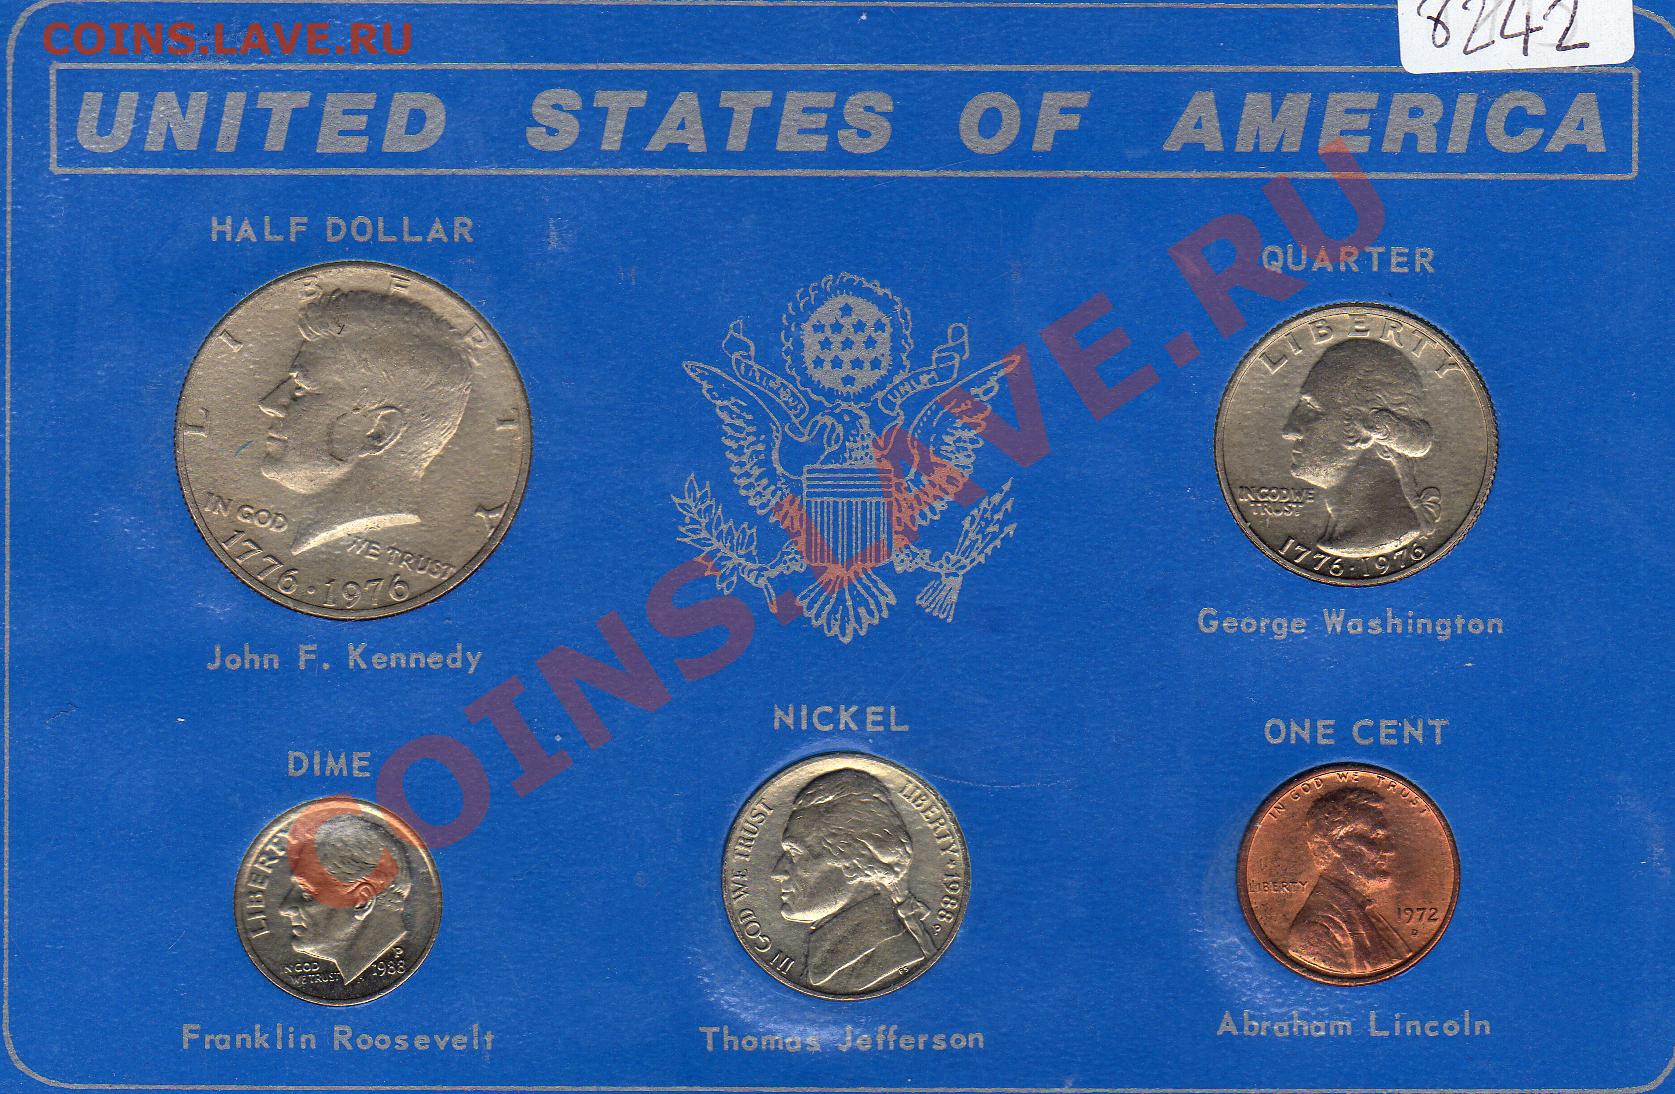 COINS.LAVE.RU
8242
UNITED STATES OF AMERICA
HALF DOLLAR
QUARTER
LIBERTY
IN GOD
WE TRUST
1776·1976
LIBERTY
IN GOD WE
TRUST
1776·1976
UNUM
COINS.LAVE.RU
John F. Kennedy
George Washington
DIME
NICKEL
ONE CENT
LIBERTY
IN GOD
WE TRUST
P
1988
IN GOD WE TRUST
LIBERTY·1988
P
FS
IN GOD WE TRUST
LIBERTY
1972
D
Franklin Roosevelt
Thomas Jefferson
Abraham Lincoln